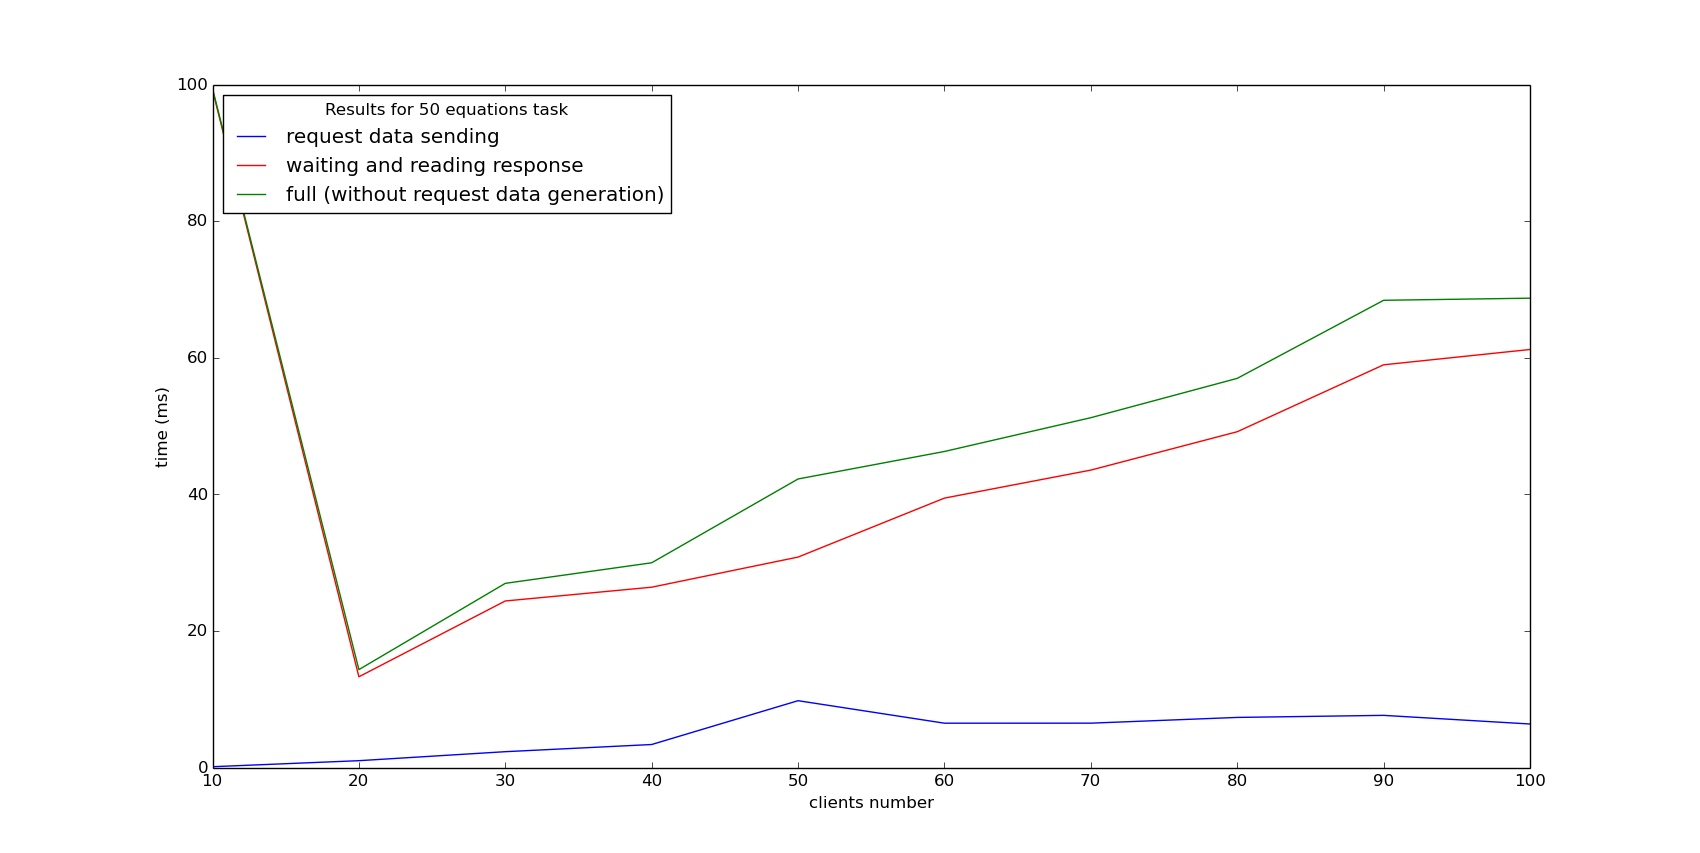 Results for 50 equations task
request data sending
waiting and reading response
full (without request data generation)
100
80
60
40
20
0
time (ms)
10 20 30 40 50 60 70 80 90 100
clients number